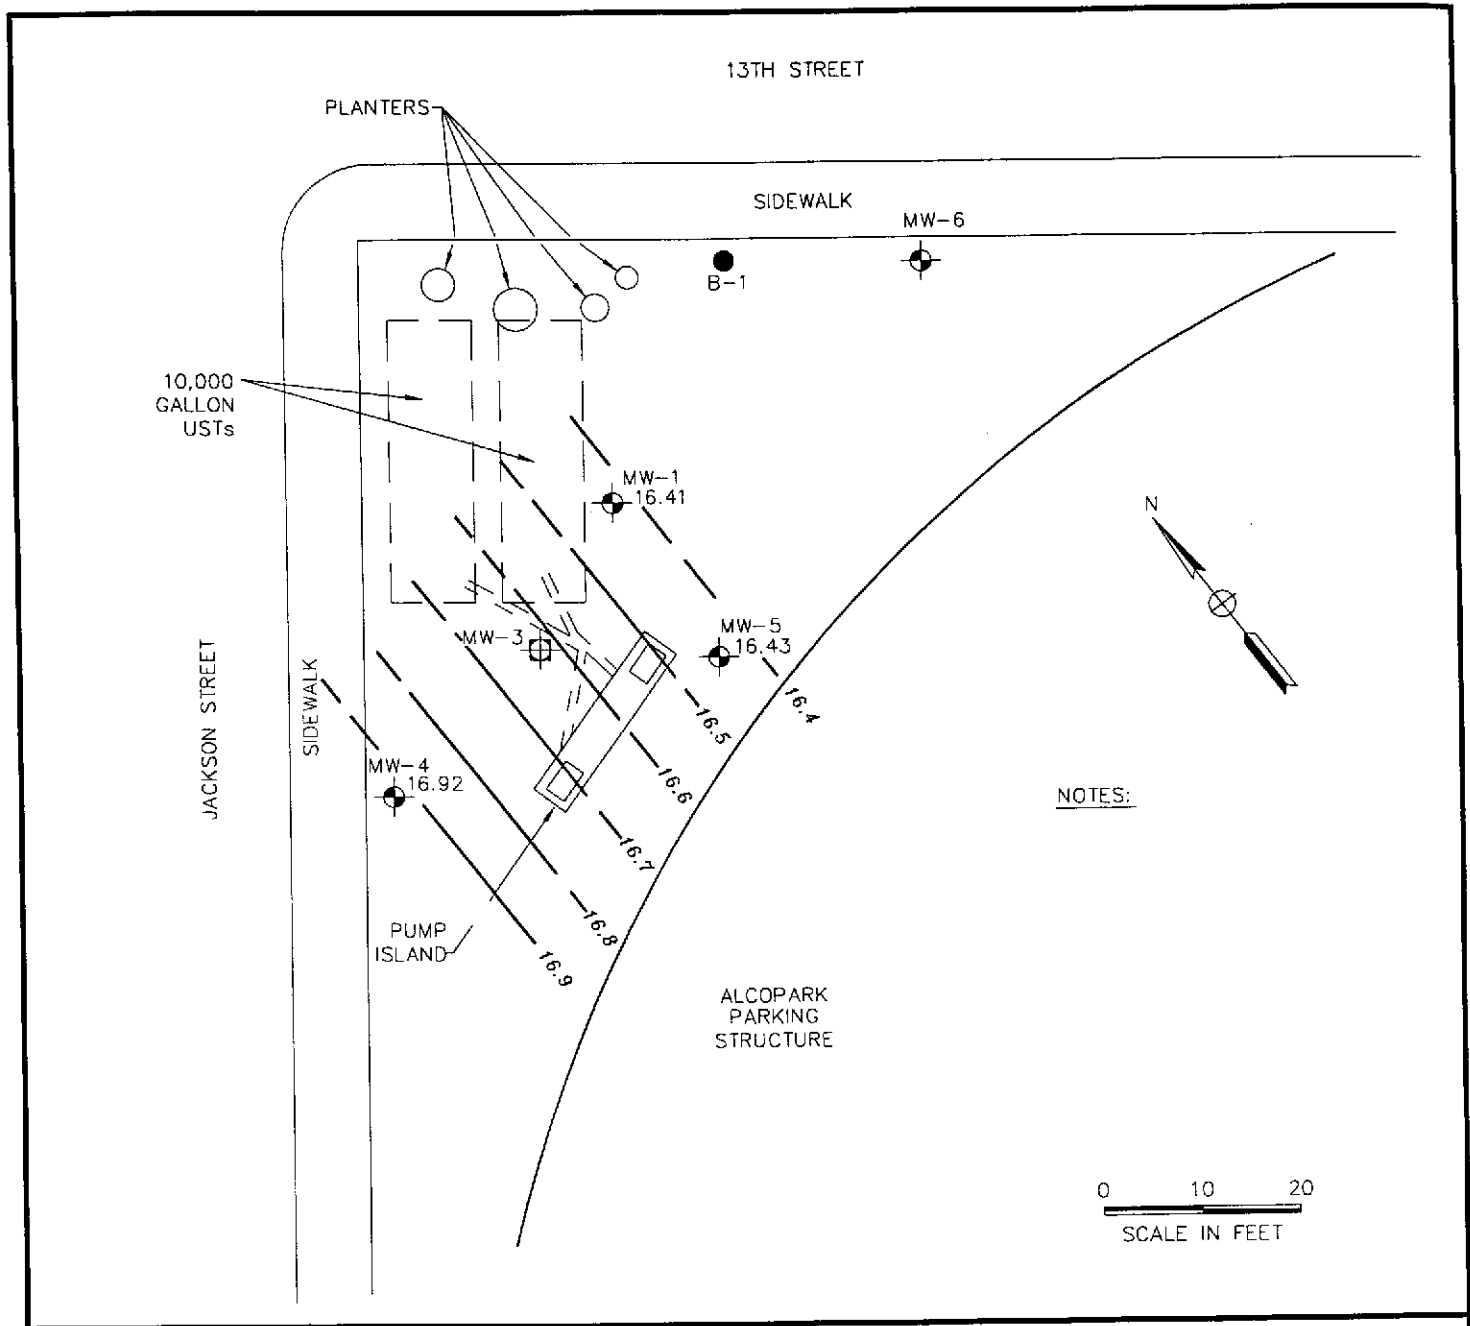 13TH STREET
PLANTERS
SIDEWALK
MW-6
B-1
10,000
GALLON
USTs
MW-1
16.41
N
MW-3
MW-5
16.43
16.4
16.5
16.6
16.7
16.8
16.9
JACKSON STREET
SIDEWALK
MW-4
16.92
NOTES:
PUMP
ISLAND
ALCOPARK
PARKING
STRUCTURE
0 10 20
SCALE IN FEET